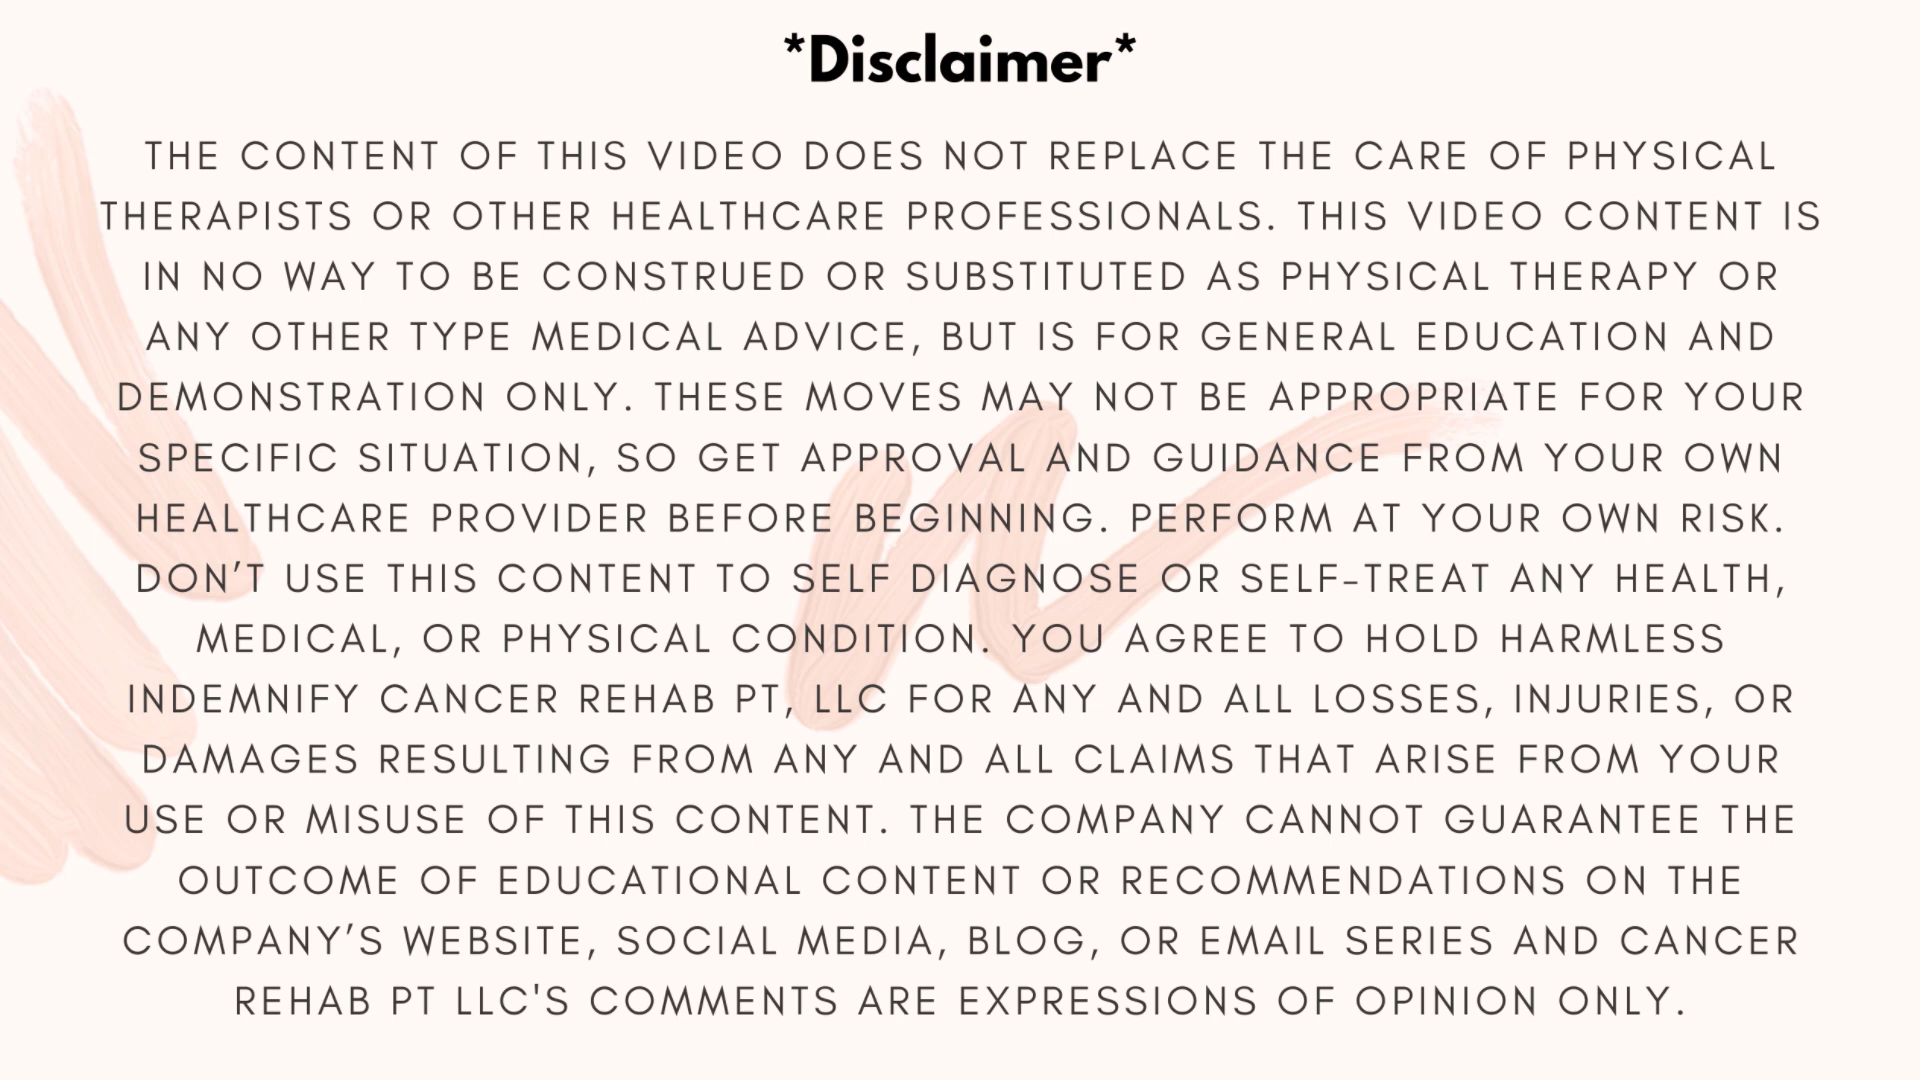 *Disclaimer*
THE CONTENT OF THIS VIDEO DOES NOT REPLACE THE CARE OF PHYSICAL
THERAPISTS OR OTHER HEALTHCARE PROFESSIONALS. THIS VIDEO CONTENT IS
IN NO WAY TO BE CONSTRUED OR SUBSTITUTED AS PHYSICAL THERAPY OR
ANY OTHER TYPE MEDICAL ADVICE, BUT IS FOR GENERAL EDUCATION AND
DEMONSTRATION ONLY. THESE MOVES MAY NOT BE APPROPRIATE FOR YOUR
SPECIFIC SITUATION, SO GET APPROVAL AND GUIDANCE FROM YOUR OWN
HEALTHCARE PROVIDER BEFORE BEGINNING. PERFORM AT YOUR OWN RISK.
DON’T USE THIS CONTENT TO SELF DIAGNOSE OR SELF-TREAT ANY HEALTH,
MEDICAL, OR PHYSICAL CONDITION. YOU AGREE TO HOLD HARMLESS
INDEMNIFY CANCER REHAB PT, LLC FOR ANY AND ALL LOSSES, INJURIES, OR
DAMAGES RESULTING FROM ANY AND ALL CLAIMS THAT ARISE FROM YOUR
USE OR MISUSE OF THIS CONTENT. THE COMPANY CANNOT GUARANTEE THE
OUTCOME OF EDUCATIONAL CONTENT OR RECOMMENDATIONS ON THE
COMPANY’S WEBSITE, SOCIAL MEDIA, BLOG, OR EMAIL SERIES AND CANCER
REHAB PT LLC'S COMMENTS ARE EXPRESSIONS OF OPINION ONLY.